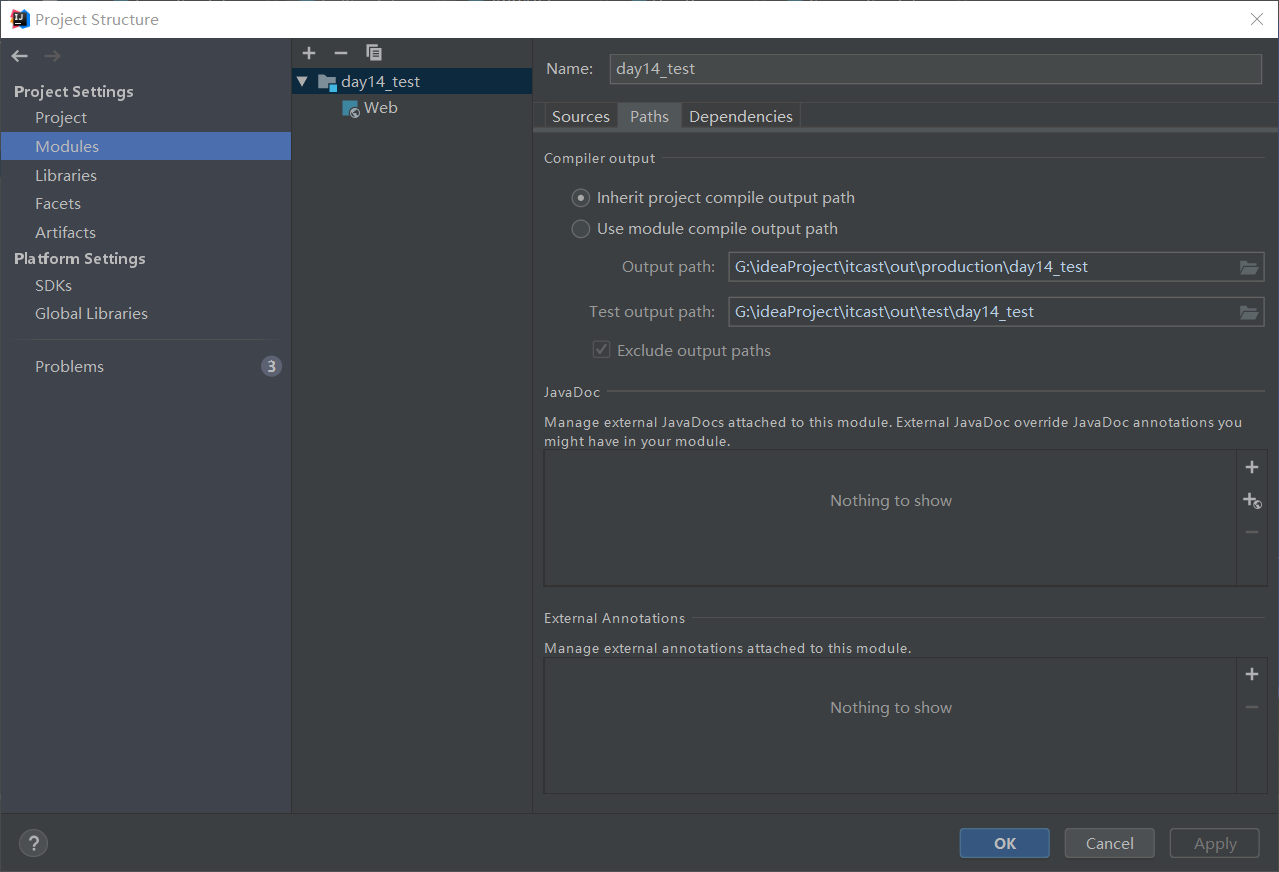 Project Structure
Project Settings
Project
Modules
Libraries
Facets
Artifacts
Platform Settings
SDKs
Global Libraries
Problems 3
day14_test
Web
Name: day14_test
Sources Paths Dependencies
Compiler output
Inherit project compile output path
Use module compile output path
Output path: G:\ideaProject\itcast\out\production\day14_test
Test output path: G:\ideaProject\itcast\out\test\day14_test
Exclude output paths
JavaDoc
Manage external JavaDocs attached to this module. External JavaDoc override JavaDoc annotations you
might have in your module.
Nothing to show
External Annotations
Manage external annotations attached to this module.
Nothing to show
? OK Cancel Apply